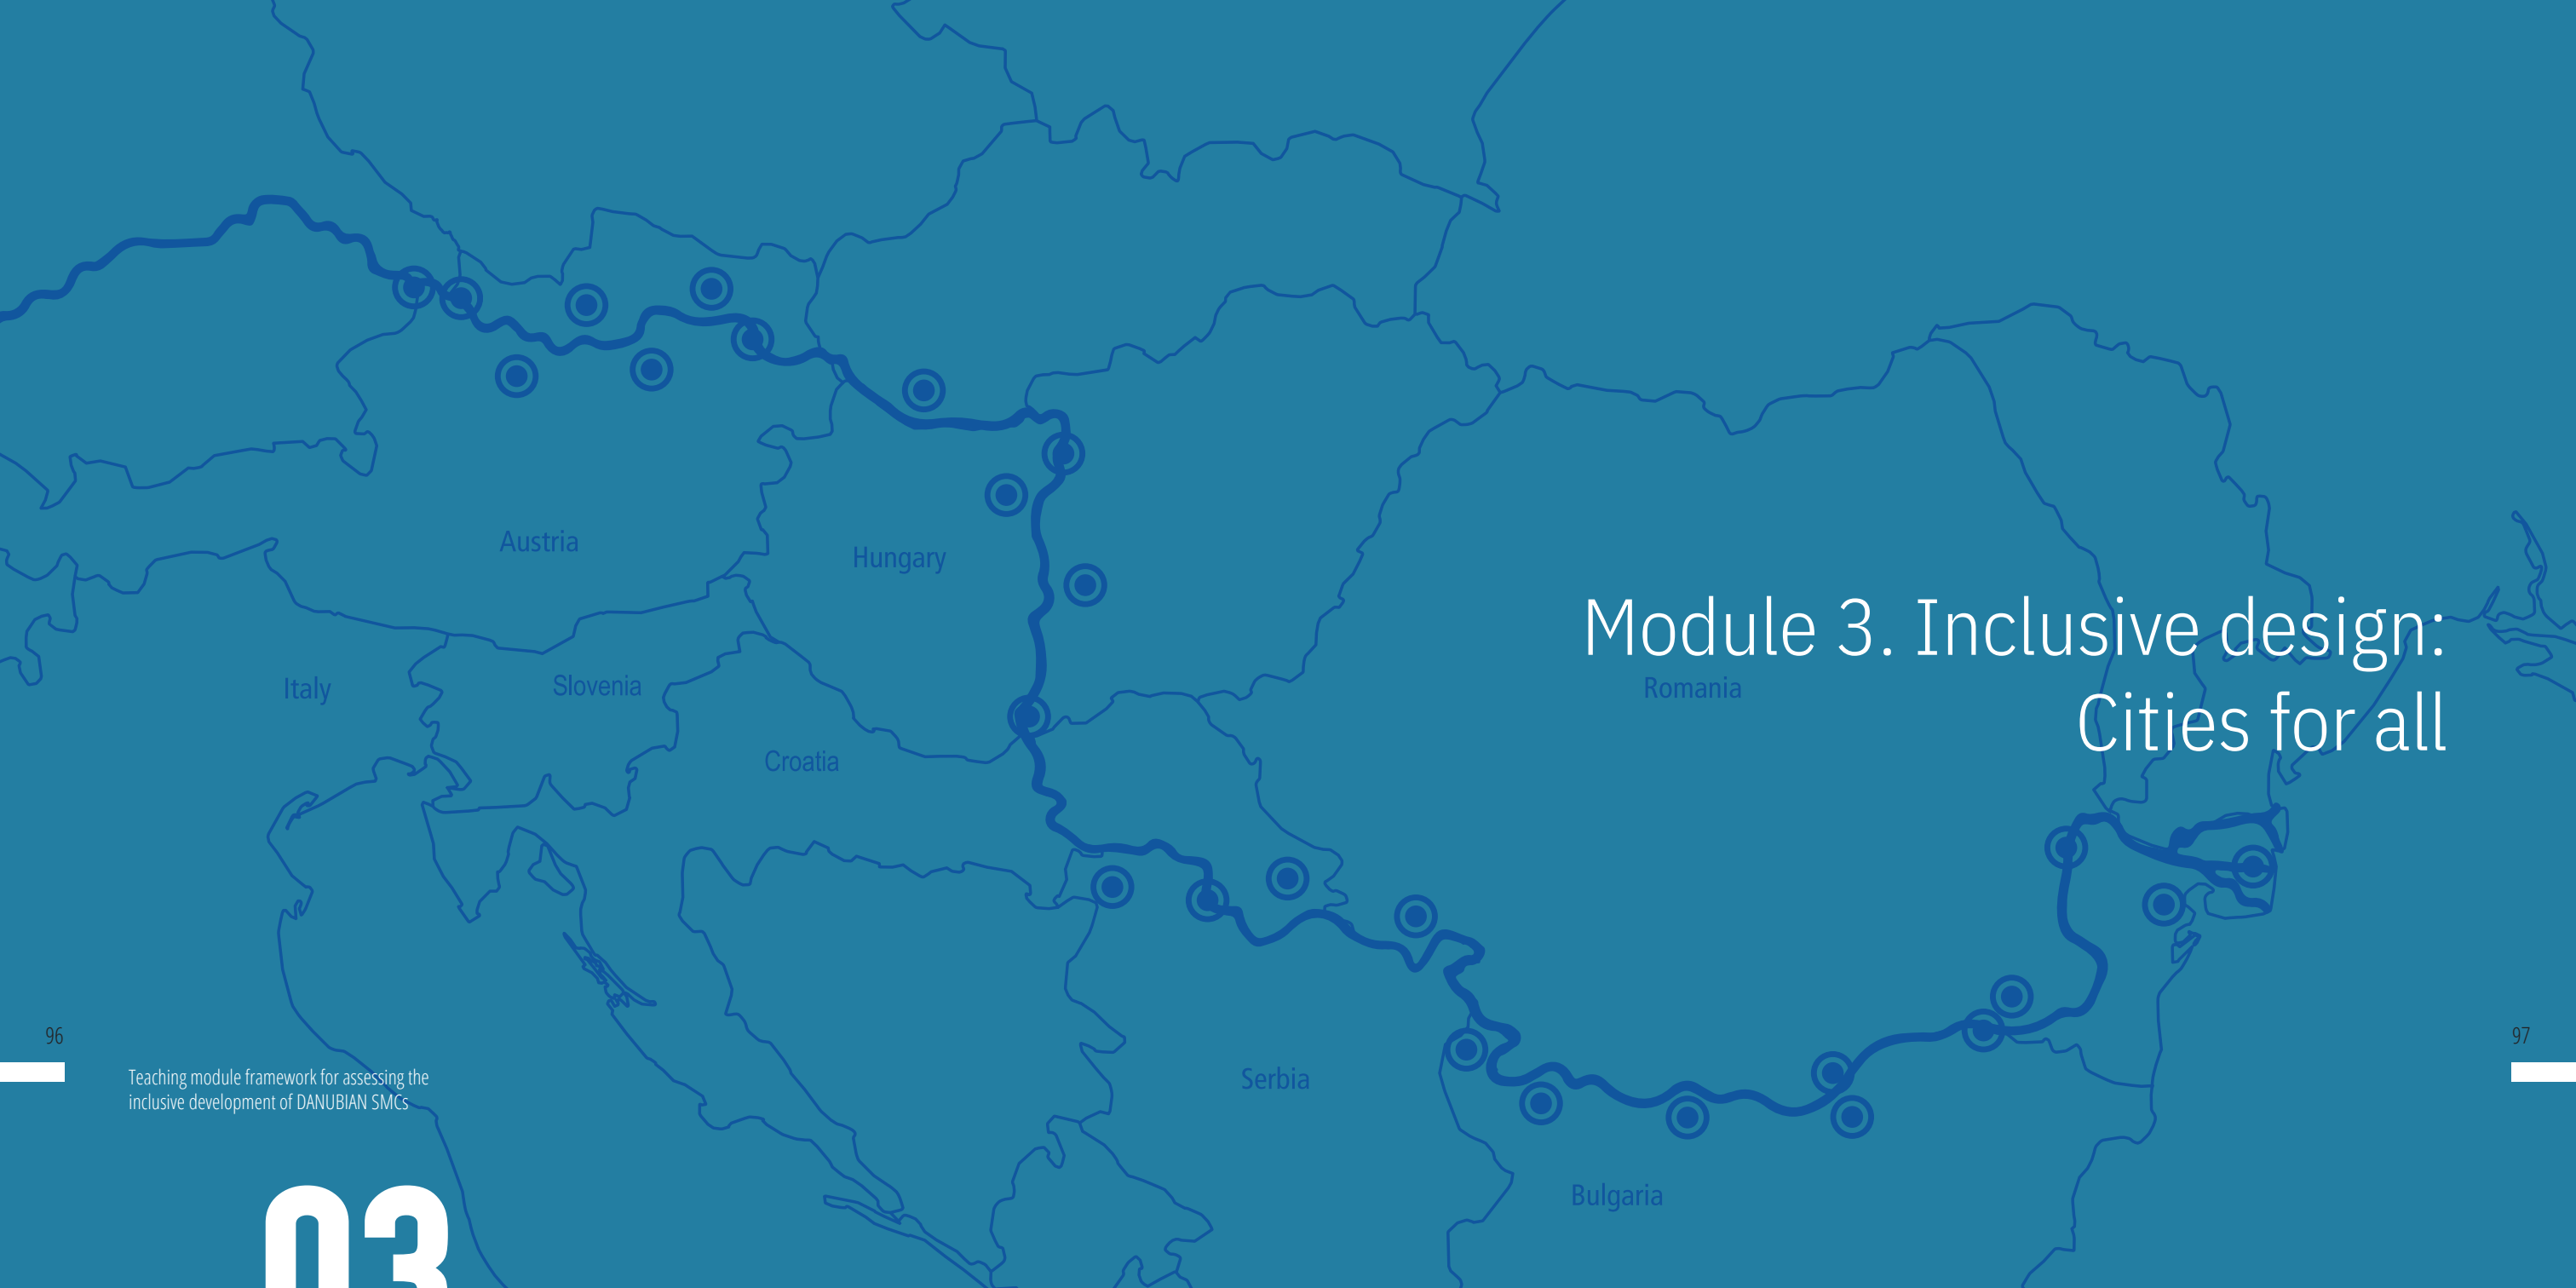 Austria
Hungary
Module 3. Inclusive design:
Romania
Italy
Slovenia
Cities for all
Croatia
96
97
Teaching module framework for assessing the
inclusive development of DANUBIAN SMCs
Serbia
Bulgaria
03